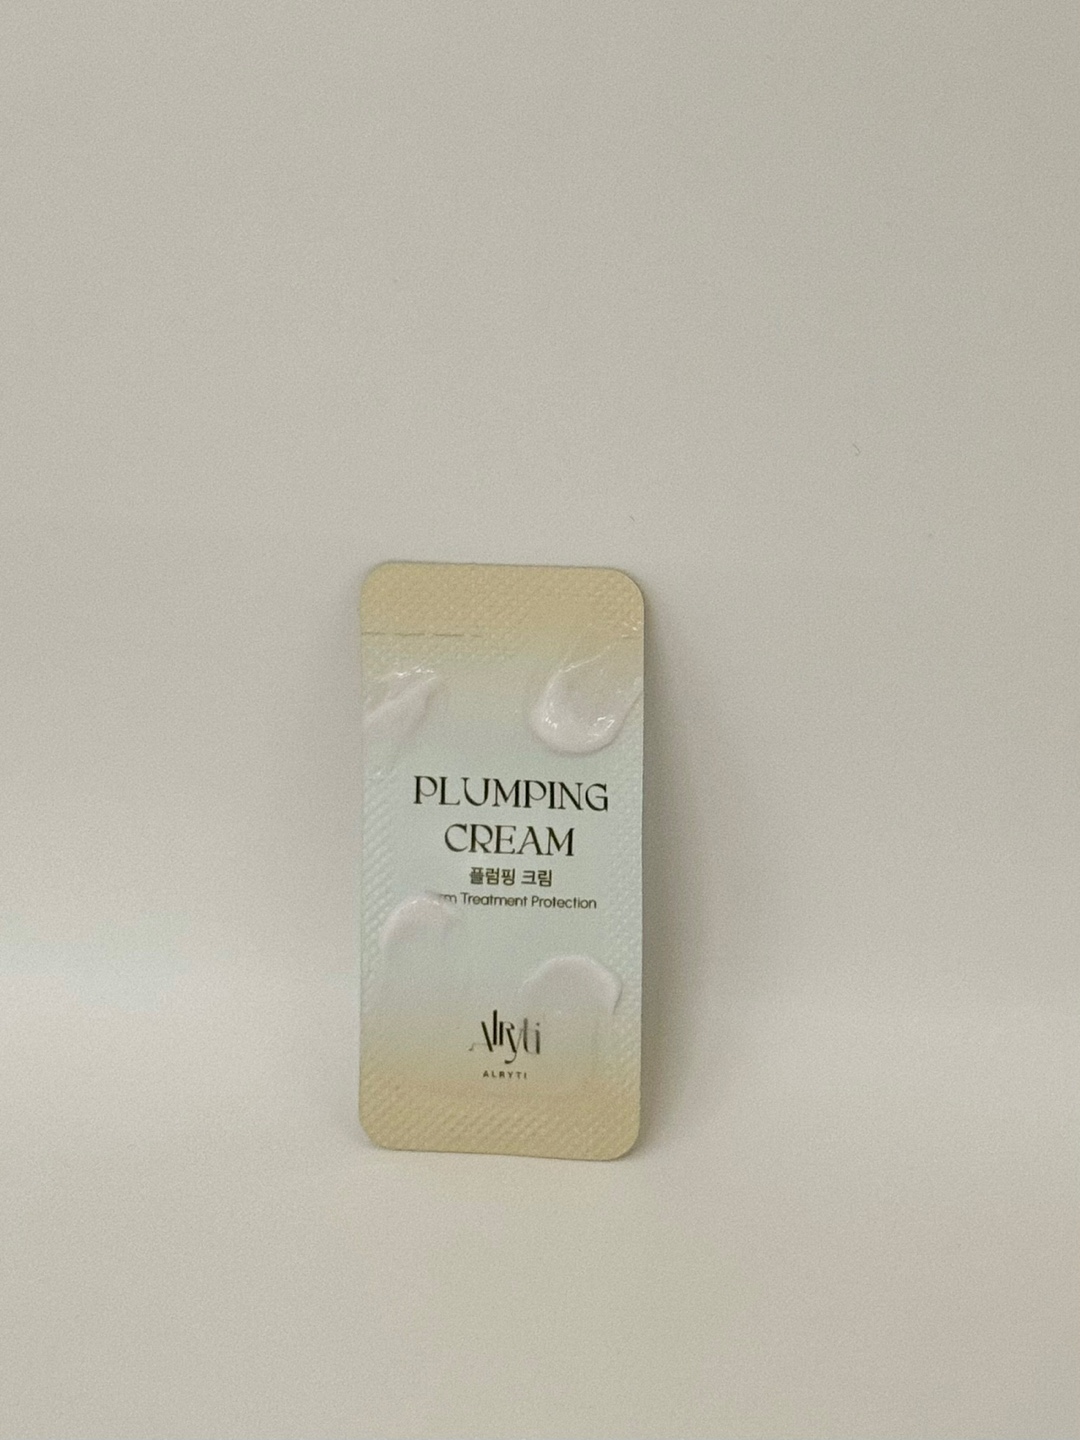 PLUMPING
CREAM
플럼핑 크림
Treatment Protection
Alryti
ALRYTI